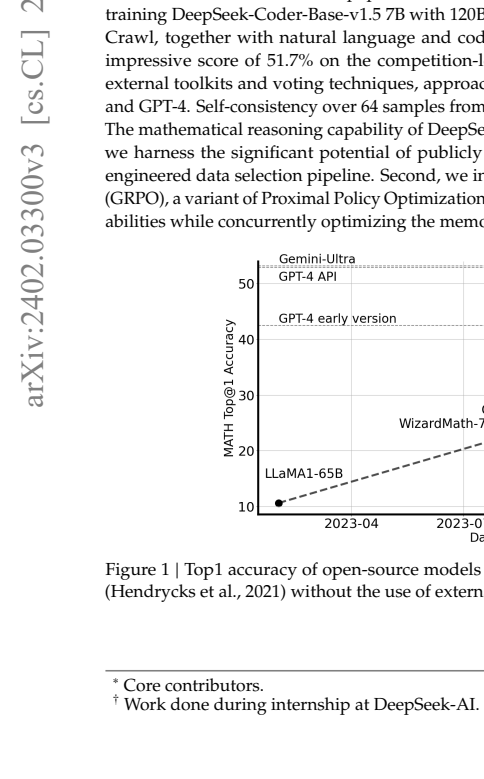 training DeepSeek-Coder-Base-v1.5 7B with 120B
Crawl, together with natural language and cod
impressive score of 51.7% on the competition-l
external toolkits and voting techniques, approac
and GPT-4. Self-consistency over 64 samples from
The mathematical reasoning capability of DeepSe
we harness the significant potential of publicly
engineered data selection pipeline. Second, we in
(GRPO), a variant of Proximal Policy Optimization
abilities while concurrently optimizing the memo
arXiv:2402.03300v3 [cs.CL] 2
Gemini-Ultra
GPT-4 API
GPT-4 early version
WizardMath-7
LLaMA1-65B
MATH Top@1 Accuracy
50
40
30
20
10
2023-04
2023-0
Da
Figure 1 | Top1 accuracy of open-source models
(Hendrycks et al., 2021) without the use of extern
* Core contributors.
† Work done during internship at DeepSeek-AI.